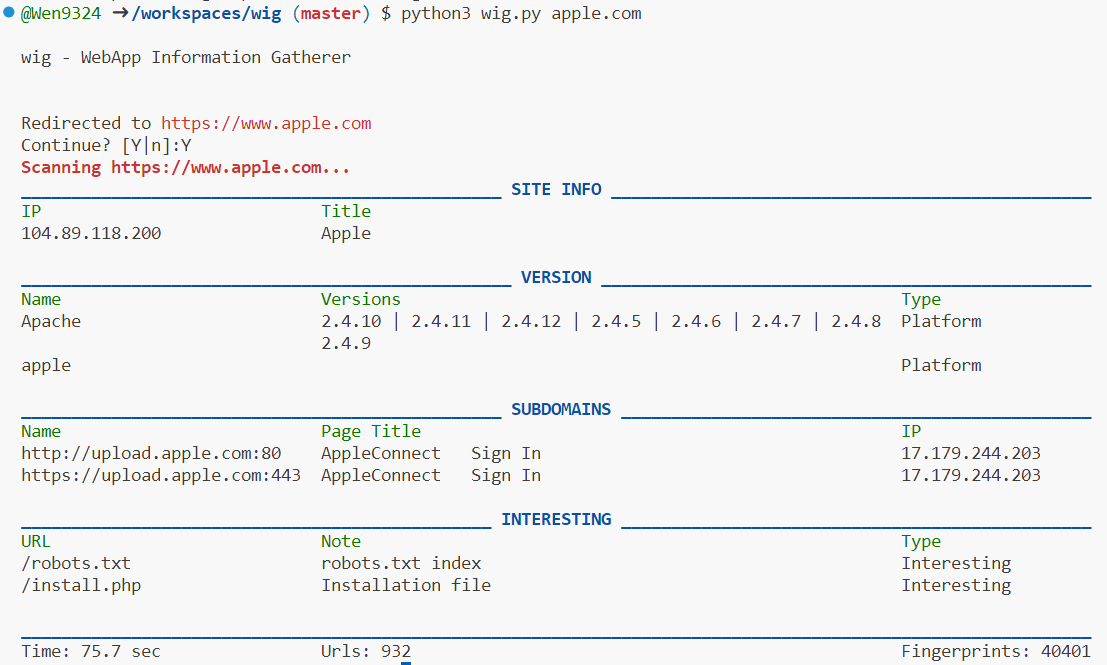 @Wen9324 ➜ /workspaces/wig (master) $ python3 wig.py apple.com
wig - WebApp Information Gatherer
Redirected to https://www.apple.com
Continue? [Y|n]:Y
Scanning https://www.apple.com...
SITE INFO
IP Title
104.89.118.200 Apple
VERSION
Name Versions Type
Apache 2.4.10 | 2.4.11 | 2.4.12 | 2.4.5 | 2.4.6 | 2.4.7 | 2.4.8 Platform
2.4.9
apple Platform
SUBDOMAINS
Name Page Title IP
http://upload.apple.com:80 AppleConnect Sign In 17.179.244.203
https://upload.apple.com:443 AppleConnect Sign In 17.179.244.203
INTERESTING
URL Note Type
/robots.txt robots.txt index Interesting
/install.php Installation file Interesting
Time: 75.7 sec Urls: 932 Fingerprints: 40401